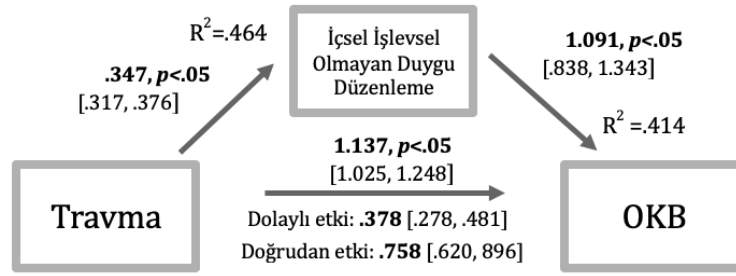 R²=.464
İçsel İşlevsel
Olmayan Duygu
Düzenleme
.347, p<.05
[.317, .376]
1.091, p<.05
[.838, 1.343]
R² =.414
1.137, p<.05
[1.025, 1.248]
Travma
Dolaylı etki: .378 [.278, .481]
Doğrudan etki: .758 [.620, 896]
OKB